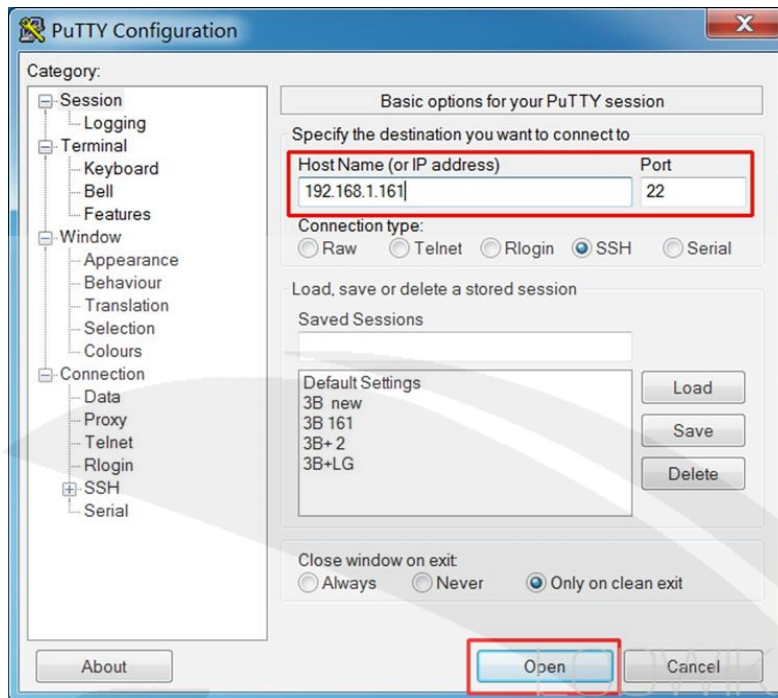 PuTTY Configuration
X
Category:
Session
Logging
Terminal
Keyboard
Bell
Features
Window
Appearance
Behaviour
Translation
Selection
Colours
Connection
Data
Proxy
Telnet
Rlogin
SSH
Serial
Basic options for your PuTTY session
Specify the destination you want to connect to
Host Name (or IP address) Port
192.168.1.161 22
Connection type:
Raw Telnet Rlogin SSH Serial
Load, save or delete a stored session
Saved Sessions
Default Settings
3B new
3B 161
3B+ 2
3B+LG
Load
Save
Delete
Close window on exit:
Always Never Only on clean exit
About Open Cancel